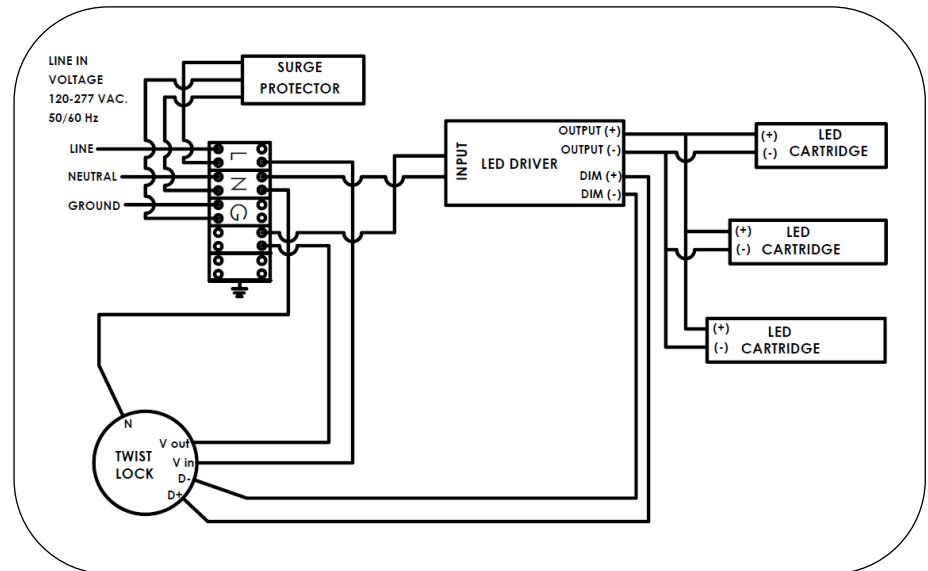 LINE IN
VOLTAGE
120-277 VAC.
50/60 Hz
SURGE
PROTECTOR
LINE
NEUTRAL
GROUND
L
N
G
INPUT
LED DRIVER
OUTPUT (+)
OUTPUT (-)
DIM (+)
DIM (-)
(+) LED
(-) CARTRIDGE
(+) LED
(-) CARTRIDGE
(+) LED
(-) CARTRIDGE
N
V out
TWIST
LOCK
V in
D-
D+